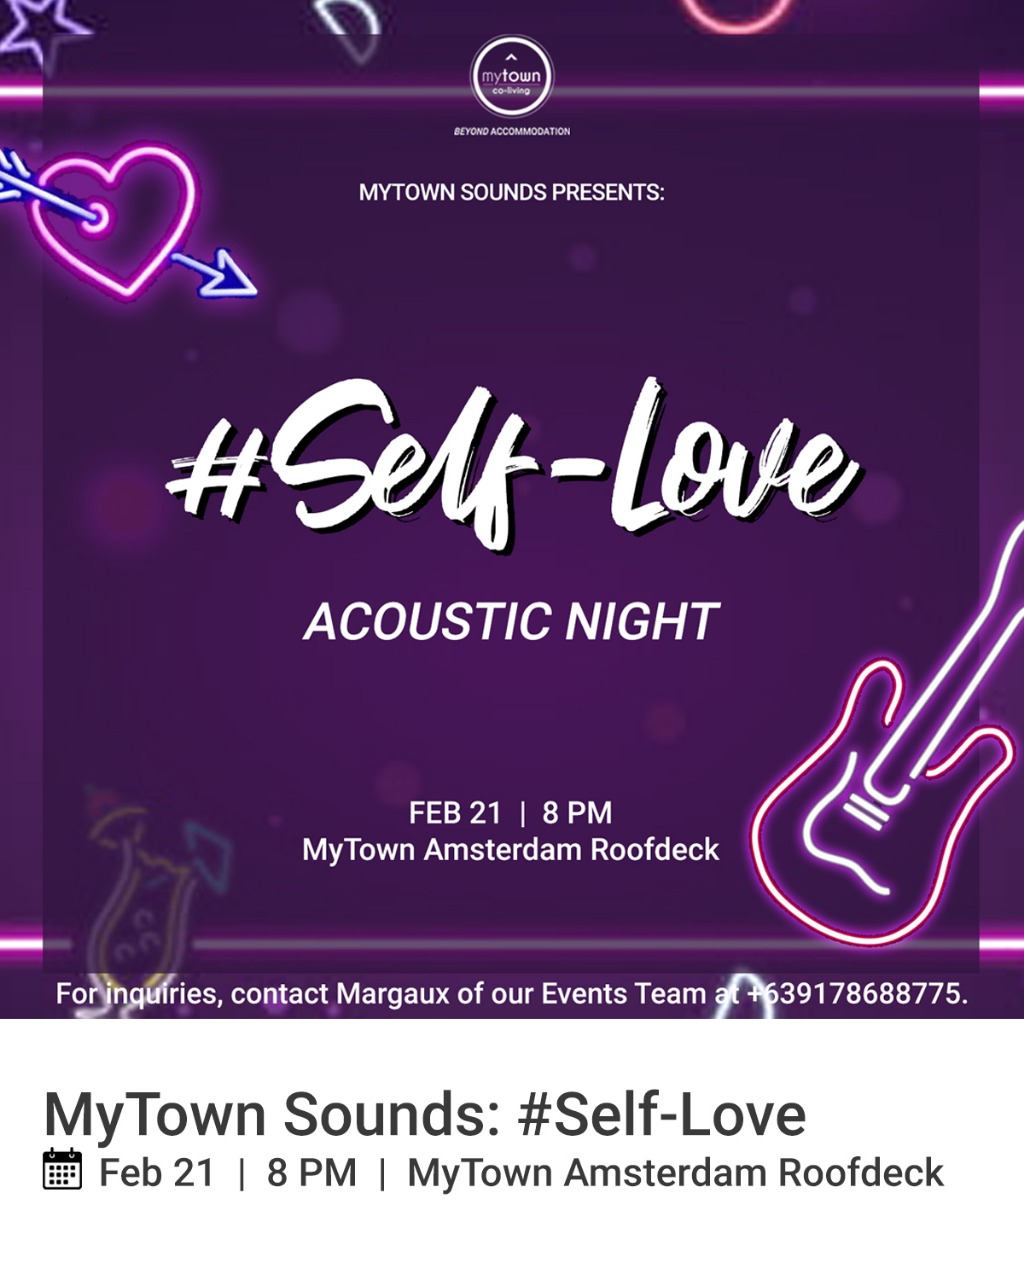 mytown
co-living
BEYOND ACCOMMODATION
MYTOWN SOUNDS PRESENTS:
#Self-Love
ACOUSTIC NIGHT
FEB 21 | 8 PM
MyTown Amsterdam Roofdeck
For inquiries, contact Margaux of our Events Team at +639178688775.
MyTown Sounds: #Self-Love
Feb 21 | 8 PM | MyTown Amsterdam Roofdeck